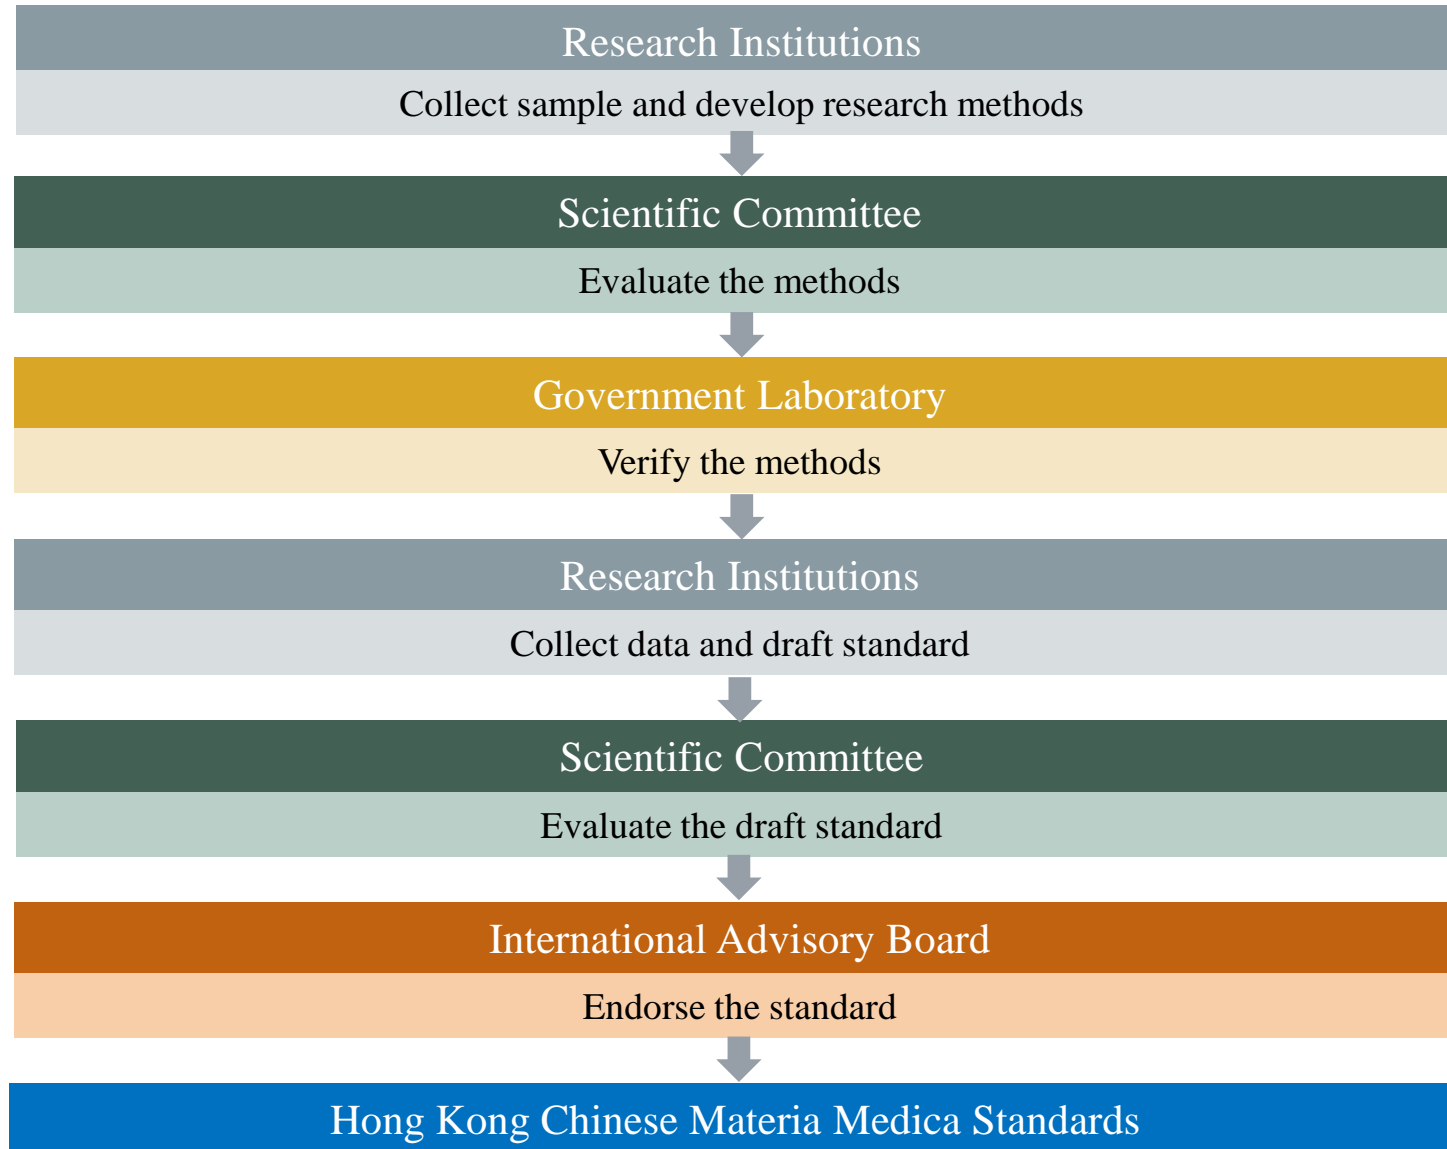 Research Institutions
Collect sample and develop research methods
Scientific Committee
Evaluate the methods
Government Laboratory
Verify the methods
Research Institutions
Collect data and draft standard
Scientific Committee
Evaluate the draft standard
International Advisory Board
Endorse the standard
Hong Kong Chinese Materia Medica Standards